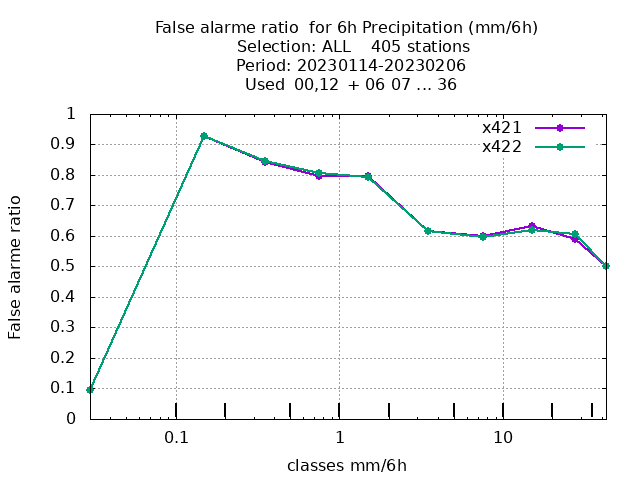 False alarme ratio  for 6h Precipitation (mm/6h)
Selection: ALL    405 stations
Period: 20230114-20230206
Used  00,12  + 06 07 ... 36
x421
x422
1
0.9
0.8
0.7
0.6
0.5
0.4
0.3
0.2
0.1
0
False alarme ratio
0.1 1 10
classes mm/6h